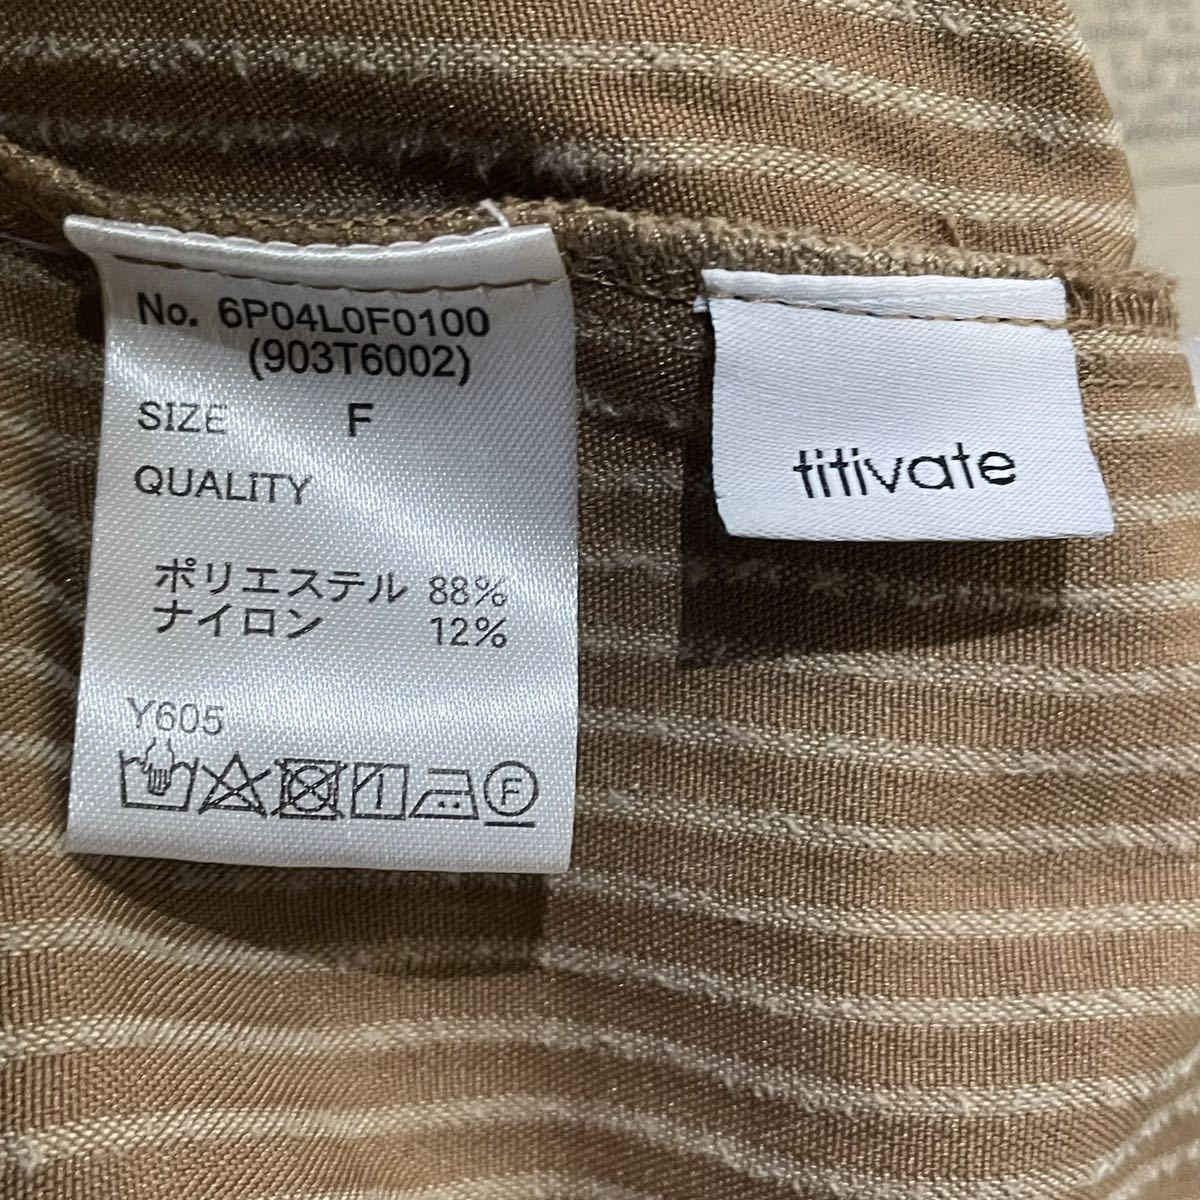 No. 6P04L0F0100
(903T6002)
SIZE F
QUALITY
ポリエステル 88%
ナイロン 12%
Y605
F
titivate